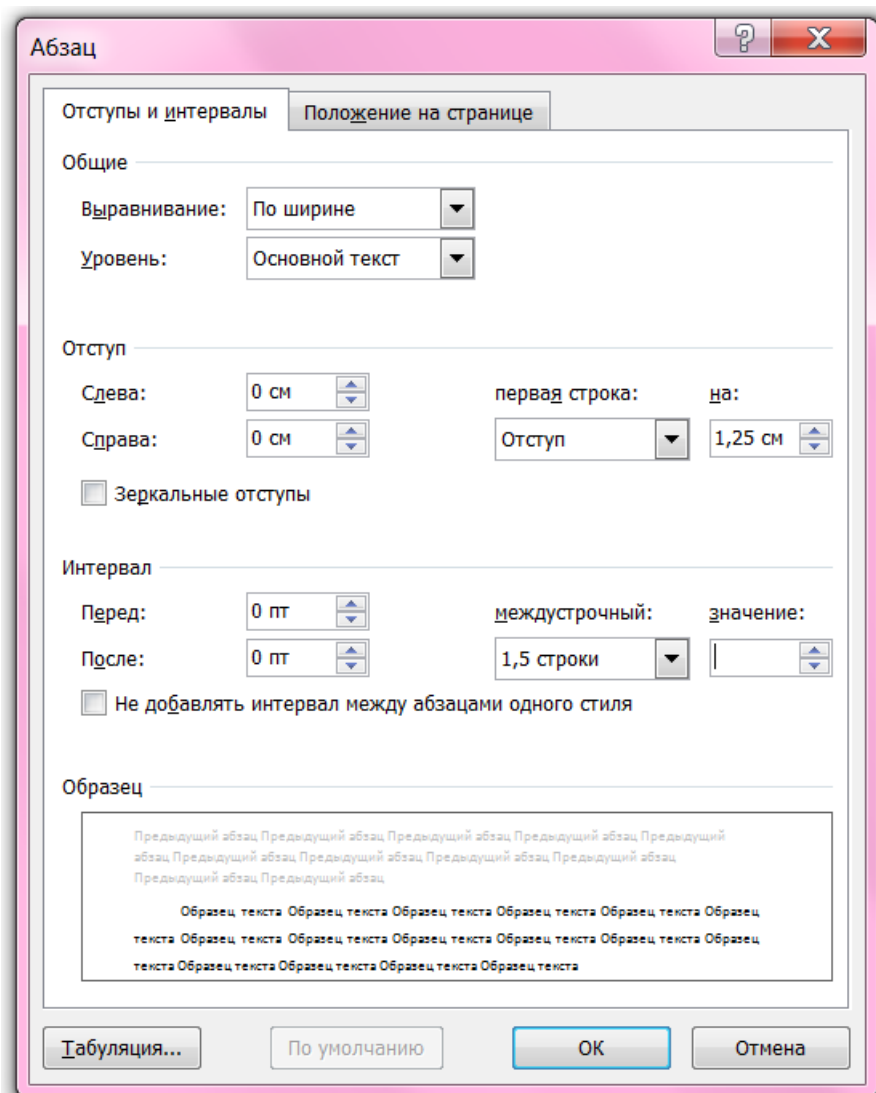 Абзац
Отступы и интервалы Положение на странице
Общие
Выравнивание: По ширине
Уровень: Основной текст
Отступ
Слева: 0 см первая строка: на:
Справа: 0 см Отступ 1,25 см
Зеркальные отступы
Интервал
Перед: 0 пт междустрочный: значение:
После: 0 пт 1,5 строки
Не добавлять интервал между абзацами одного стиля
Образец
Предыдущий абзац Предыдущий абзац Предыдущий абзац Предыдущий абзац Предыдущий
абзац Предыдущий абзац Предыдущий абзац Предыдущий абзац Предыдущий абзац
Предыдущий абзац Предыдущий абзац
Образец текста Образец текста Образец текста Образец текста Образец текста Образец
текста Образец текста Образец текста Образец текста Образец текста Образец текста Образец
текста Образец текста Образец текста Образец текста Образец текста
Табуляция... По умолчанию ОК Отмена